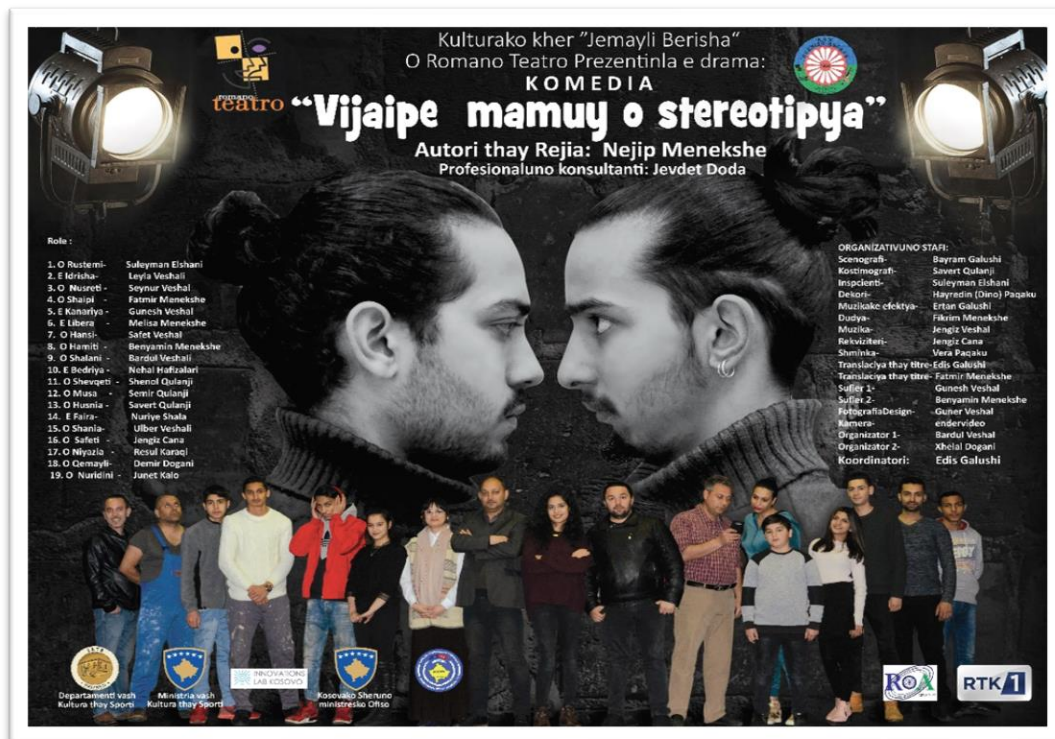 Kulturako kher "Jemayli Berisha"
O Romano Teatro Prezentinla e drama:
KOMEDIA
"Vijaipe mamuy o stereotipya"
Autori thay Rejia: Nejip Menekshe
Profesionaluno konsultanti: Jevdet Doda
romano
teatro
Role :
1. O Rustemi- Suleyman Elshani
2. E Idrisha- Leyla Veshali
3. O Nusreti- Seynur Veshal
4. O Shaipi - Fatmir Menekshe
5. E Kanariya - Gunesh Veshal
6. E Libera - Melisa Menekshe
7. O Hansi- Safet Veshal
8. O Hamiti - Benyamin Menekshe
9. O Shalani - Bardul Veshali
10. E Bedriya - Nehal Hafizalari
11. O Shevqeti - Shenol Qulanji
12. O Musa - Semir Qulanji
13. O Husnia - Savert Qulanji
14. E Faira- Nuriye Shala
15. O Shania- Ulber Veshali
16. O Safeti - Jengiz Cana
17. O Niyazia - Resul Karaqi
18. O Qemayli- Demir Dogani
19. O Nuridini - Junet Kalo
ORGANIZATIVUNO STAFI:
Scenografi- Bayram Galushi
Kostimografi- Savert Qulanji
Inspcienti- Suleyman Elshani
Dekori- Hayredin (Dino) Paqaku
Muzikake efektya- Ertan Galushi
Dudya- Fikrim Menekshe
Muzika- Jengiz Veshal
Rekviziteri- Jengiz Cana
Shminka- Vera Paqaku
Translaciya thay titre-Edis Galushi
Translaciya thay titre- Fatmir Menekshe
Sufler 1- Gunesh Veshal
Sufler 2- Benyamin Menekshe
FotografiaDesign- Guner Veshal
Kamera- endervideo
Organizator 1- Bardul Veshal
Organizator 2- Xhelal Dogani
Koordinatori: Edis Galushi
Departamenti vash
Kultura thay Sporti
Ministria vash
Kultura thay Sporti
INNOVATIONS
LAB KOSOVO
Kosovako Sheruno
ministresko Ofiso
ROA
RTK 1